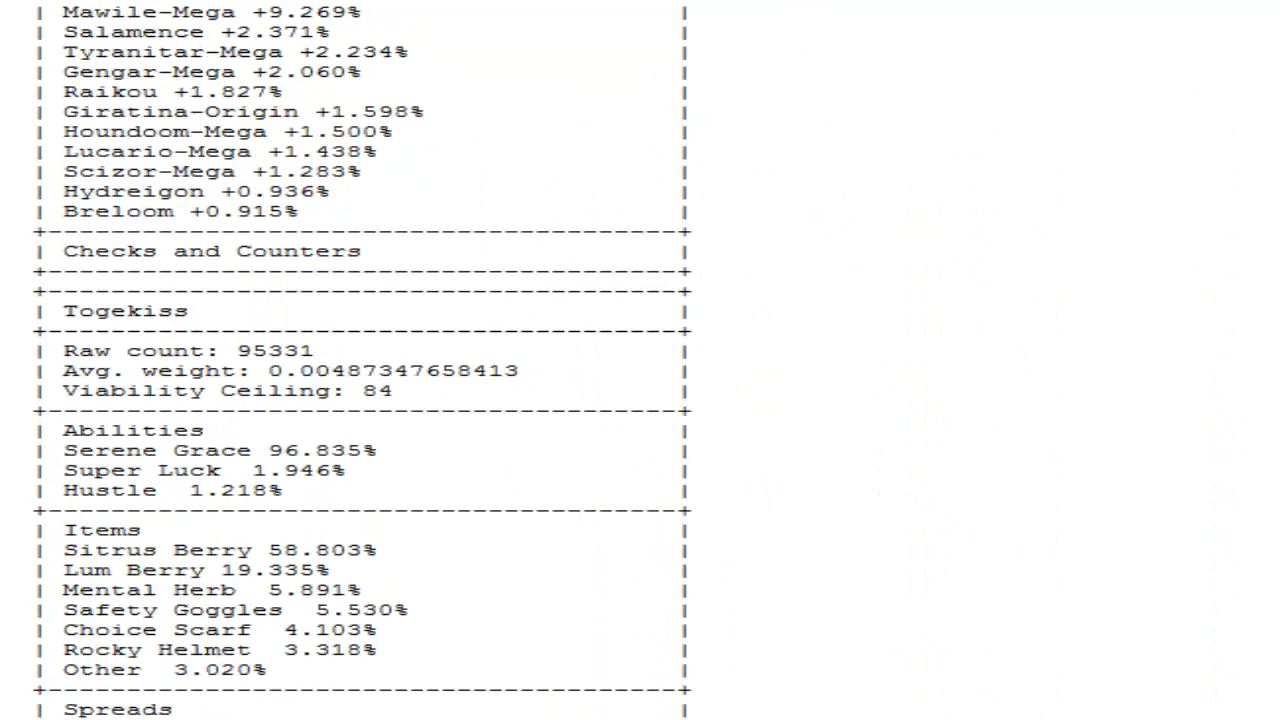 | Mawile-Mega +9.269% |
| Salamence +2.371% |
| Tyranitar-Mega +2.234% |
| Gengar-Mega +2.060% |
| Raikou +1.827% |
| Giratina-Origin +1.598% |
| Houndoom-Mega +1.500% |
| Lucario-Mega +1.438% |
| Scizor-Mega +1.283% |
| Hydreigon +0.936% |
| Breloom +0.915% |
+----------------------------------------+
| Checks and Counters |
+----------------------------------------+
+----------------------------------------+
| Togekiss |
+----------------------------------------+
| Raw count: 95331 |
| Avg. weight: 0.00487347658413 |
| Viability Ceiling: 84 |
+----------------------------------------+
| Abilities |
| Serene Grace 96.835% |
| Super Luck  1.946% |
| Hustle  1.218% |
+----------------------------------------+
| Items |
| Sitrus Berry 58.803% |
| Lum Berry 19.335% |
| Mental Herb  5.891% |
| Safety Goggles  5.530% |
| Choice Scarf  4.103% |
| Rocky Helmet  3.318% |
| Other  3.020% |
+----------------------------------------+
| Spreads |